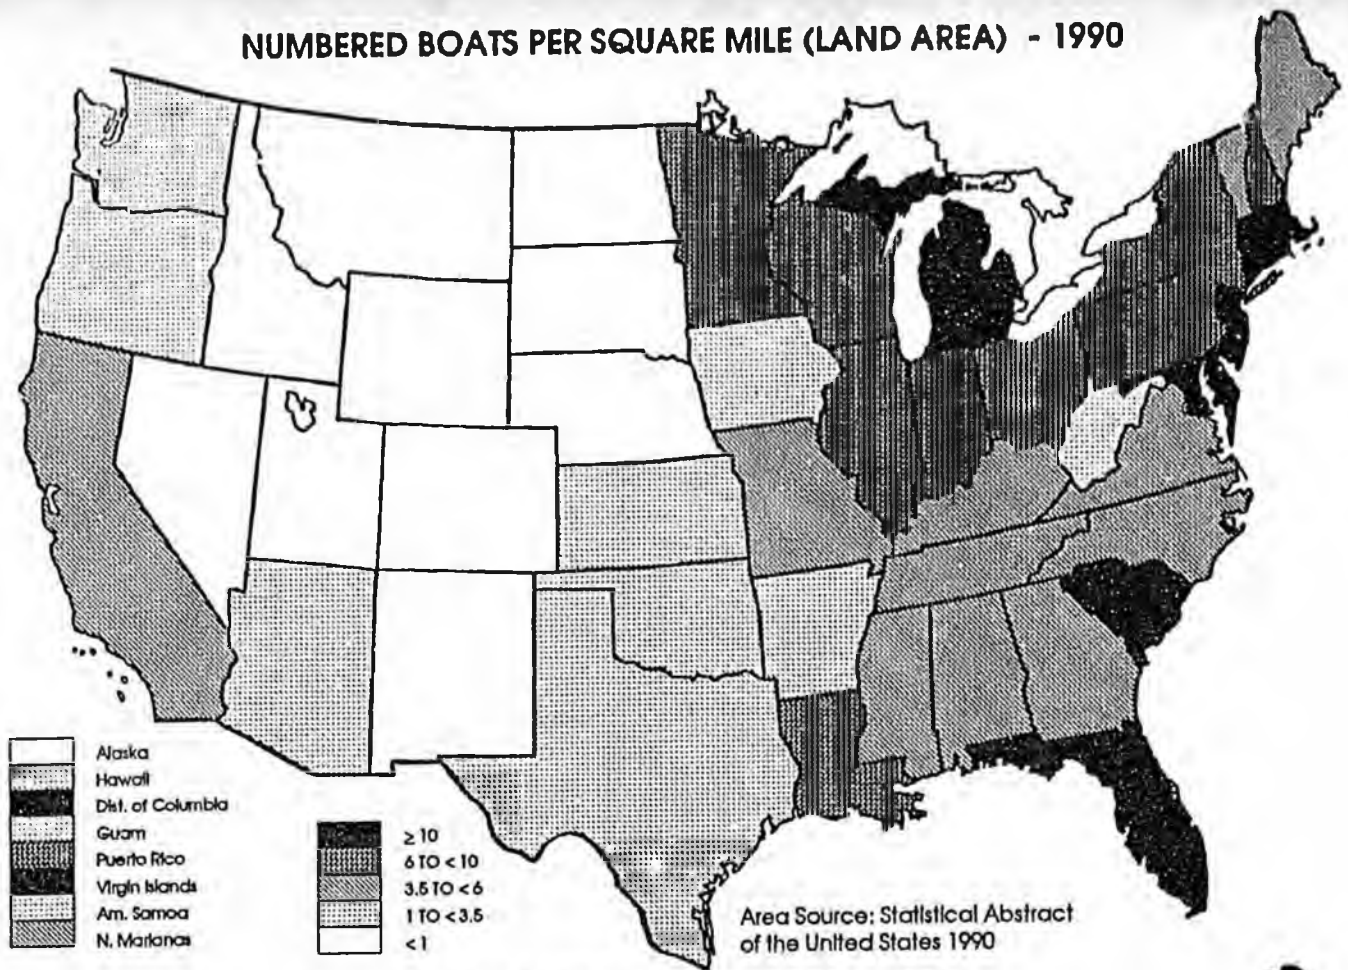 NUMBERED BOATS PER SQUARE MILE (LAND AREA) - 1990
Alaska
Hawaii
Dist. of Columbia
Guam
Puerto Rico
Virgin Islands
Am. Samoa
N. Marianas
≥ 10
6 TO < 10
3.5 TO < 6
1 TO < 3.5
< 1
Area Source: Statistical Abstract
of the United States 1990